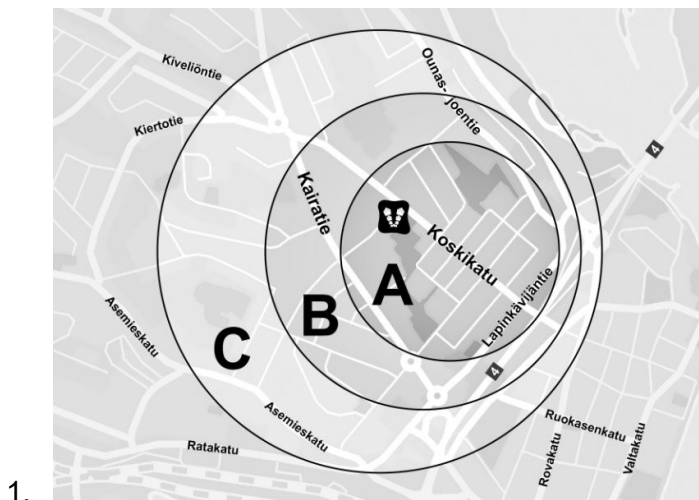 Kiveliöntie
Ounas- joentie
Kiertotie
4
Kairatie
Koskikatu
A
Lapinkävijäntie
B
Asemieskatu
C
4
Asemieskatu
Ruokasenkatu
Ratakatu
Rovakatu
Valtakatu
1.